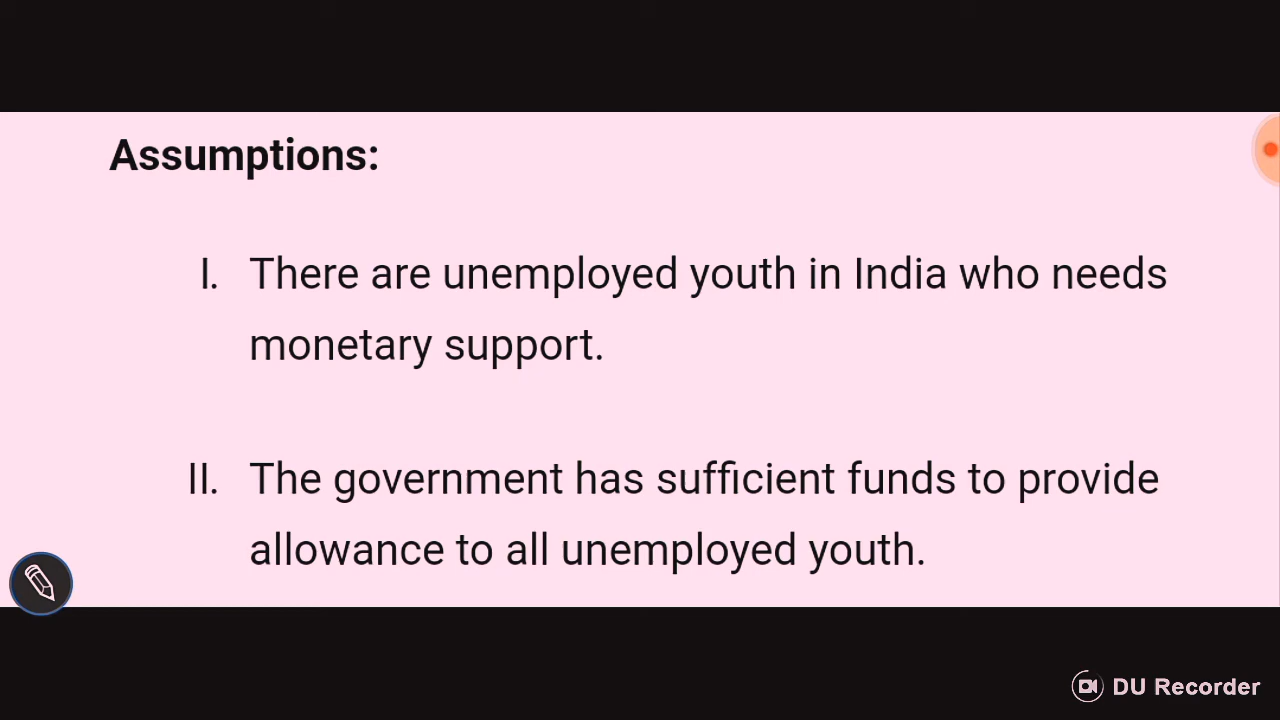 Assumptions:
I. There are unemployed youth in India who needs
monetary support.
II. The government has sufficient funds to provide
allowance to all unemployed youth.
DU Recorder